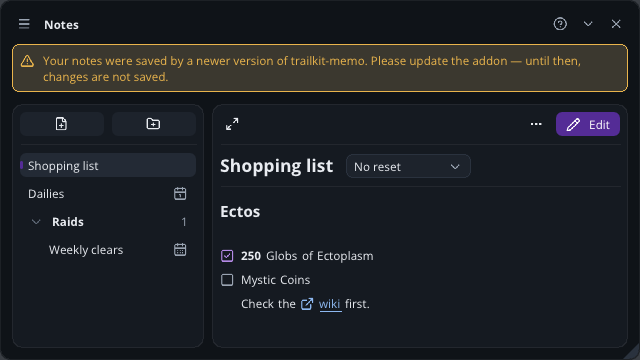 Notes
Your notes were saved by a newer version of trailkit-memo. Please update the addon — until then,
changes are not saved.
Edit
Shopping list
Dailies
Raids 1
Weekly clears
Shopping list No reset
Ectos
250 Globs of Ectoplasm
Mystic Coins
Check the wiki first.